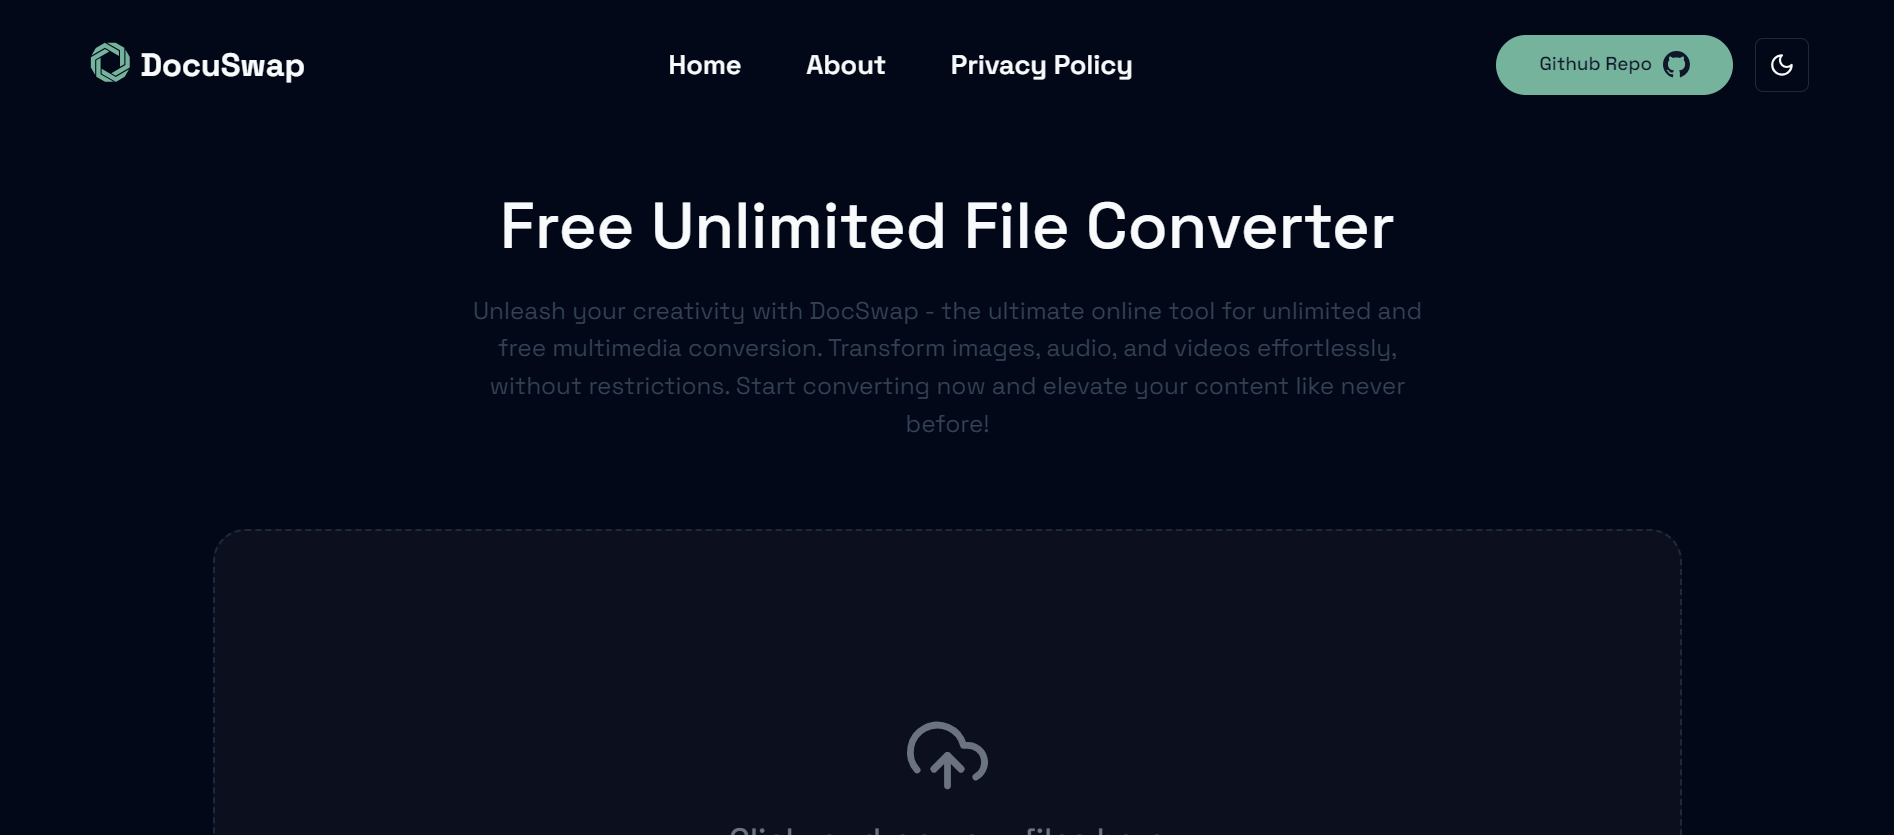 DocuSwap
Home
About
Privacy Policy
Github Repo
Free Unlimited File Converter
Unleash your creativity with DocSwap - the ultimate online tool for unlimited and
free multimedia conversion. Transform images, audio, and videos effortlessly,
without restrictions. Start converting now and elevate your content like never
before!